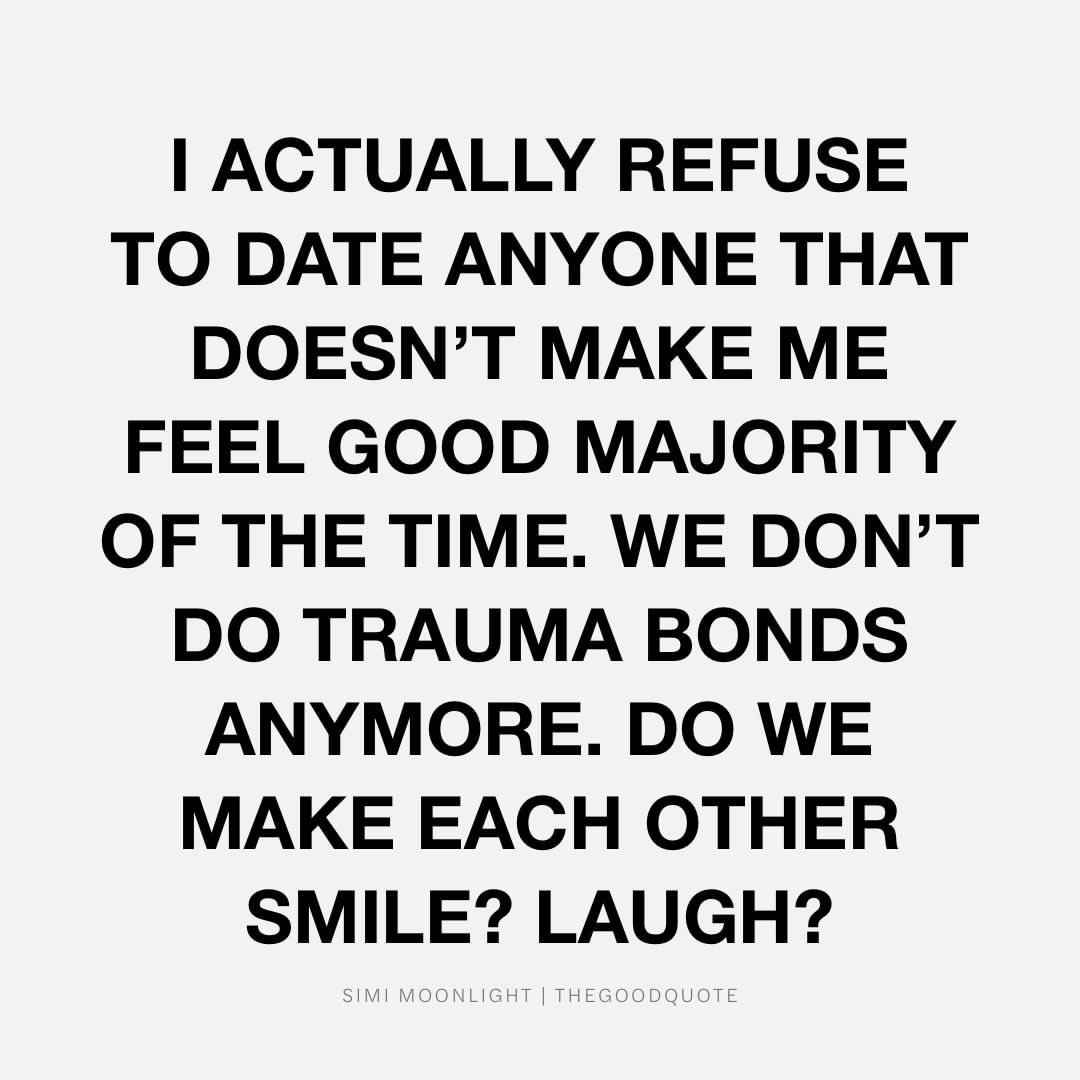 I ACTUALLY REFUSE
TO DATE ANYONE THAT
DOESN’T MAKE ME
FEEL GOOD MAJORITY
OF THE TIME. WE DON’T
DO TRAUMA BONDS
ANYMORE. DO WE
MAKE EACH OTHER
SMILE? LAUGH?
SIMI MOONLIGHT | THEGOODQUOTE